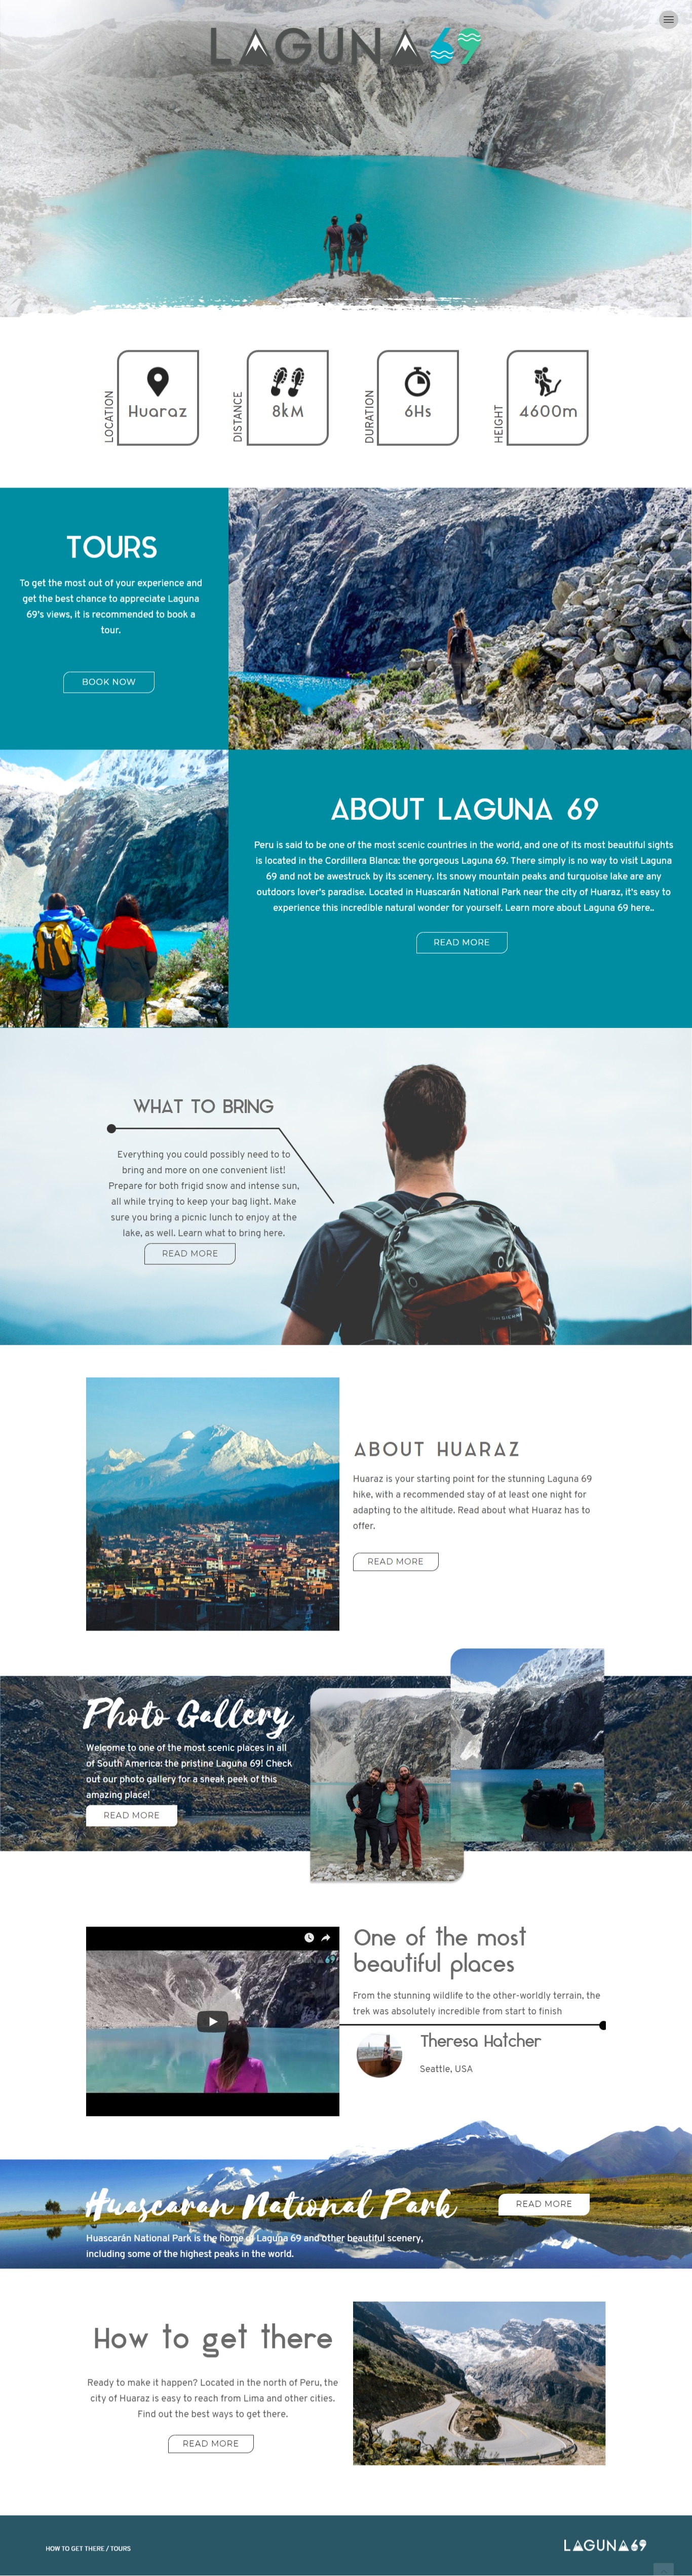 LAGUNA69
LOCATION
Huaraz
DISTANCE
8kM
DURATION
6Hs
HEIGHT
4600m
TOURS
To get the most out of your experience and
get the best chance to appreciate Laguna
69's views, it is recommended to book a
tour.
BOOK NOW
ABOUT LAGUNA 69
Peru is said to be one of the most scenic countries in the world, and one of its most beautiful sights
is located in the Cordillera Blanca: the gorgeous Laguna 69. There simply is no way to visit Laguna
69 and not be awestruck by its scenery. Its snowy mountain peaks and turquoise lake are any
outdoors lover's paradise. Located in Huascarán National Park near the city of Huaraz, it's easy to
experience this incredible natural wonder for yourself. Learn more about Laguna 69 here..
READ MORE
WHAT TO BRING
Everything you could possibly need to to
bring and more on one convenient list!
Prepare for both frigid snow and intense sun,
all while trying to keep your bag light. Make
sure you bring a picnic lunch to enjoy at the
lake, as well. Learn what to bring here.
READ MORE
ABOUT HUARAZ
Huaraz is your starting point for the stunning Laguna 69
hike, with a recommended stay of at least one night for
adapting to the altitude. Read about what Huaraz has to
offer.
READ MORE
Photo Gallery
Welcome to one of the most scenic places in all
of South America: the pristine Laguna 69! Check
out our photo gallery for a sneak peek of this
amazing place!
READ MORE
69
One of the most
beautiful places
From the stunning wildlife to the other-worldly terrain, the
trek was absolutely incredible from start to finish
Theresa Hatcher
Seattle, USA
Huascaran National Park
READ MORE
Huascarán National Park is the home of Laguna 69 and other beautiful scenery,
including some of the highest peaks in the world.
How to get there
Ready to make it happen? Located in the north of Peru, the
city of Huaraz is easy to reach from Lima and other cities.
Find out the best ways to get there.
READ MORE
HOW TO GET THERE / TOURS
LAGUNA69